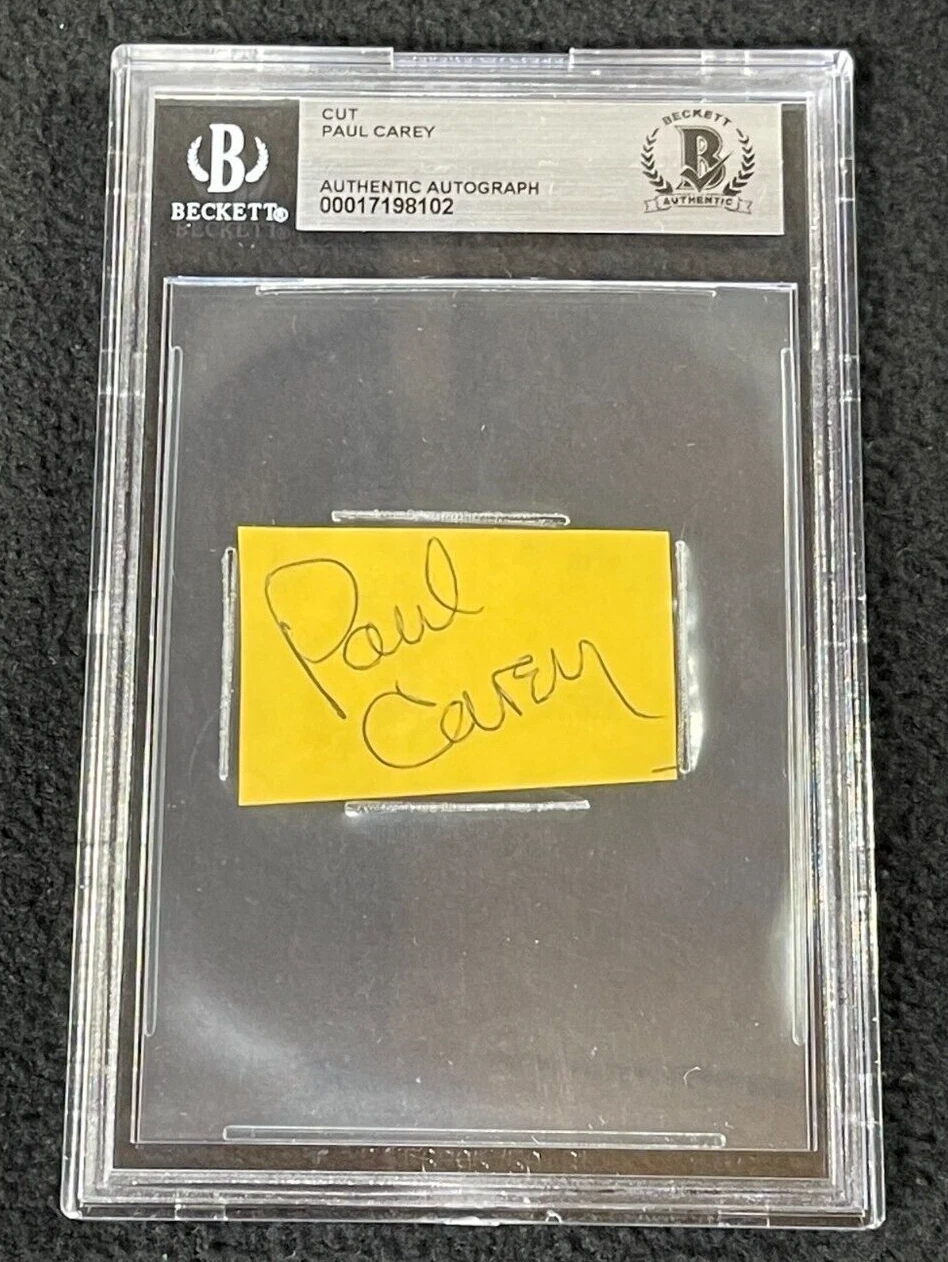 CUT
PAUL CAREY
AUTHENTIC AUTOGRAPH
00017198102
B
BECKETT®
BECKETT
B
AUTHENTIC
Paul
Carey